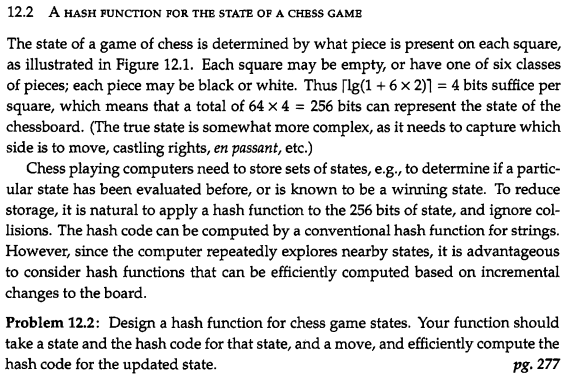 12.2 A HASH FUNCTION FOR THE STATE OF A CHESS GAME
The state of a game of chess is determined by what piece is present on each square,
as illustrated in Figure 12.1. Each square may be empty, or have one of six classes
of pieces; each piece may be black or white. Thus ⌈lg(1 + 6 × 2)⌉ = 4 bits suffice per
square, which means that a total of 64 × 4 = 256 bits can represent the state of the
chessboard. (The true state is somewhat more complex, as it needs to capture which
side is to move, castling rights, en passant, etc.)
Chess playing computers need to store sets of states, e.g., to determine if a partic-
ular state has been evaluated before, or is known to be a winning state. To reduce
storage, it is natural to apply a hash function to the 256 bits of state, and ignore col-
lisions. The hash code can be computed by a conventional hash function for strings.
However, since the computer repeatedly explores nearby states, it is advantageous
to consider hash functions that can be efficiently computed based on incremental
changes to the board.
Problem 12.2: Design a hash function for chess game states. Your function should
take a state and the hash code for that state, and a move, and efficiently compute the
hash code for the updated state. pg. 277